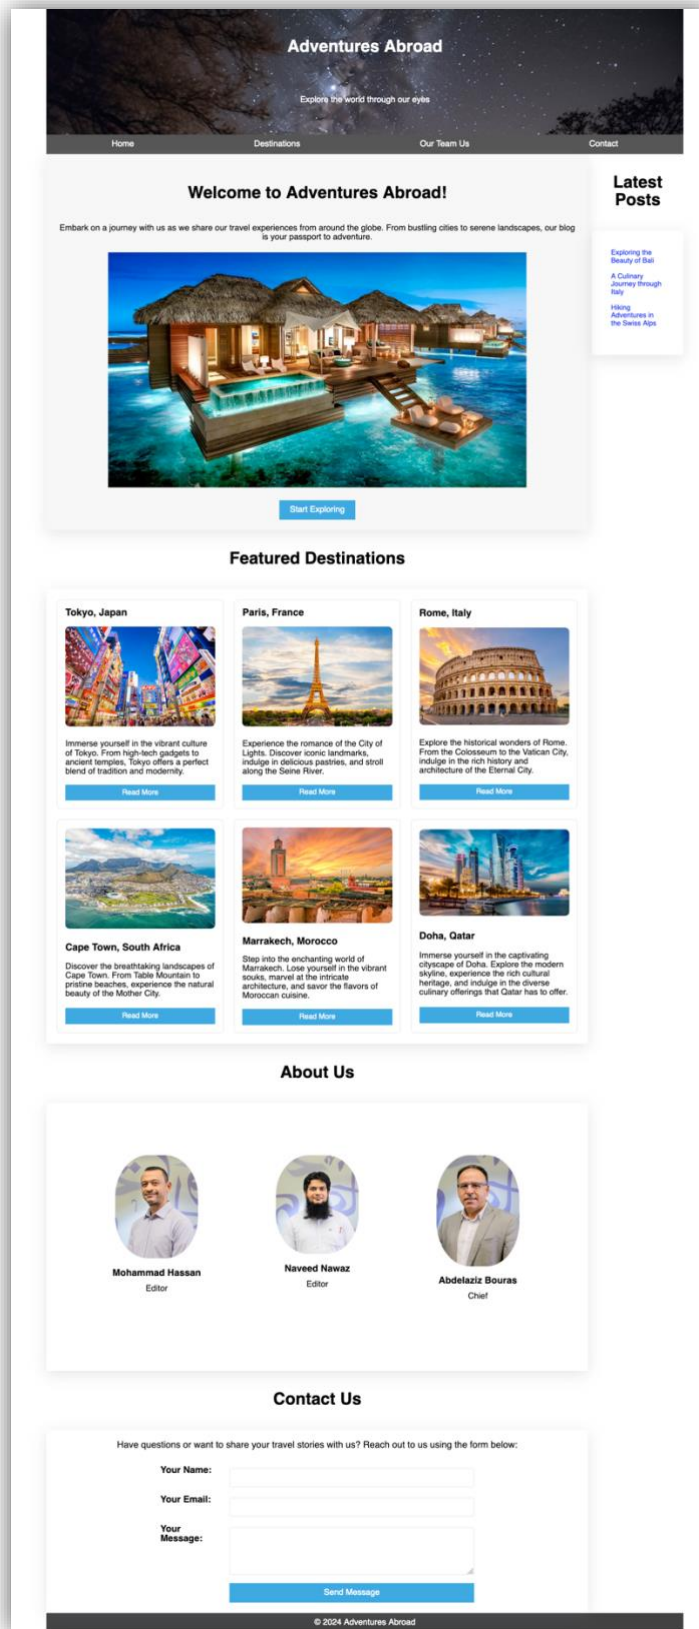 Adventures Abroad
Explore the world through our eyes
Home
Destinations
Our Team Us
Contact
Welcome to Adventures Abroad!
Embark on a journey with us as we share our travel experiences from around the globe. From bustling cities to serene landscapes, our blog
is your passport to adventure.
Start Exploring
Latest
Posts
Exploring the
Beauty of Bali
A Culinary
Journey through
Italy
Hiking
Adventures in
the Swiss Alps
Featured Destinations
Tokyo, Japan
Immerse yourself in the vibrant culture
of Tokyo. From high-tech gadgets to
ancient temples, Tokyo offers a perfect
blend of tradition and modernity.
Read More
Paris, France
Experience the romance of the City of
Lights. Discover iconic landmarks,
indulge in delicious pastries, and stroll
along the Seine River.
Read More
Rome, Italy
Explore the historical wonders of Rome.
From the Colosseum to the Vatican City,
indulge in the rich history and
architecture of the Eternal City.
Read More
Cape Town, South Africa
Discover the breathtaking landscapes of
Cape Town. From Table Mountain to
pristine beaches, experience the natural
beauty of the Mother City.
Read More
Marrakech, Morocco
Step into the enchanting world of
Marrakech. Lose yourself in the vibrant
souks, marvel at the intricate
architecture, and savor the flavors of
Moroccan cuisine.
Read More
Doha, Qatar
Immerse yourself in the captivating
cityscape of Doha. Explore the modern
skyline, experience the rich cultural
heritage, and indulge in the diverse
culinary offerings that Qatar has to offer.
Read More
About Us
Mohammad Hassan
Editor
Naveed Nawaz
Editor
Abdelaziz Bouras
Chief
Contact Us
Have questions or want to share your travel stories with us? Reach out to us using the form below:
Your Name:
Your Email:
Your
Message:
Send Message
© 2024 Adventures Abroad